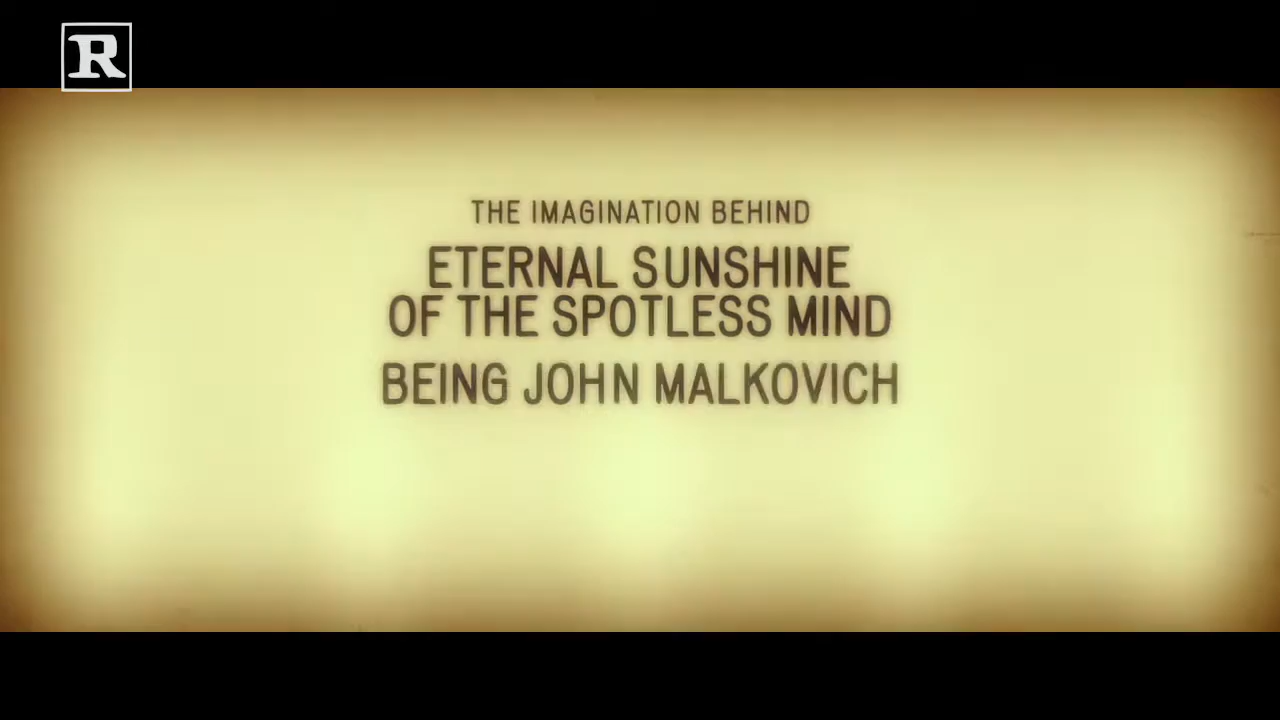 R
THE IMAGINATION BEHIND
ETERNAL SUNSHINE
OF THE SPOTLESS MIND
BEING JOHN MALKOVICH